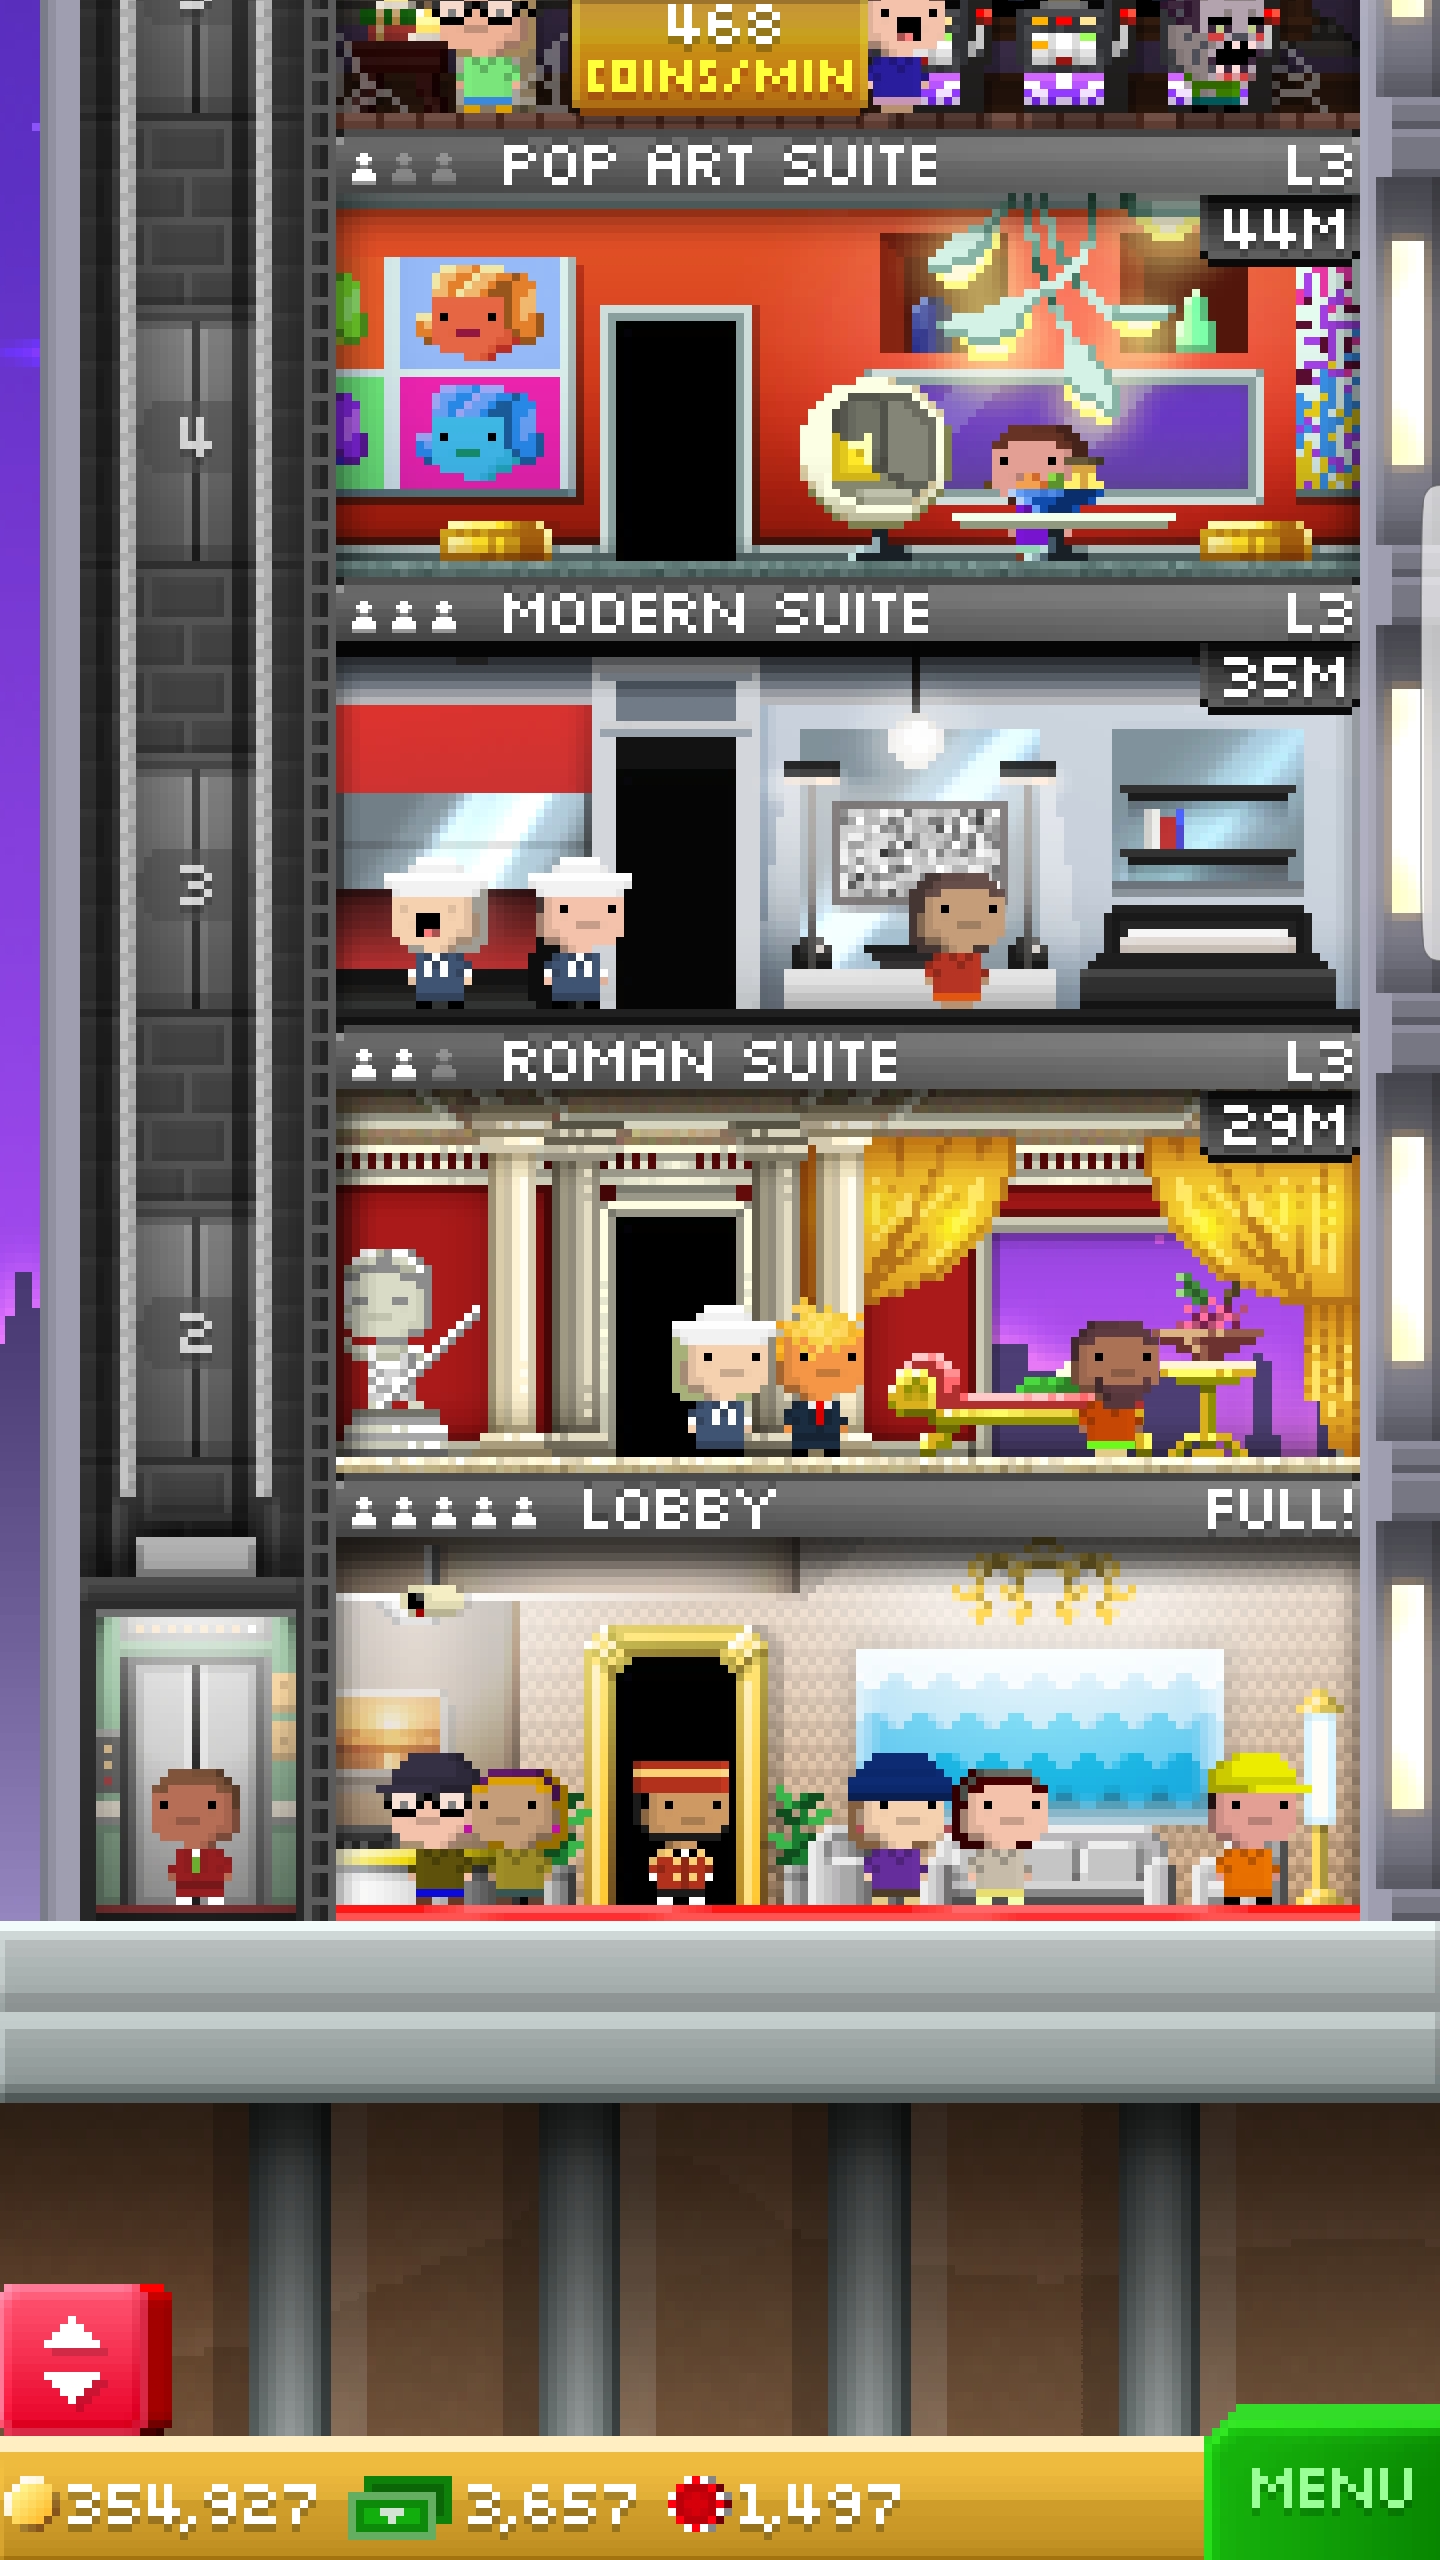 468
COINS/MIN
POP ART SUITE L3
44M
4
MODERN SUITE L3
35M
3
ROMAN SUITE L3
29M
2
LOBBY FULL!
354,927 3,657 1,497
MENU